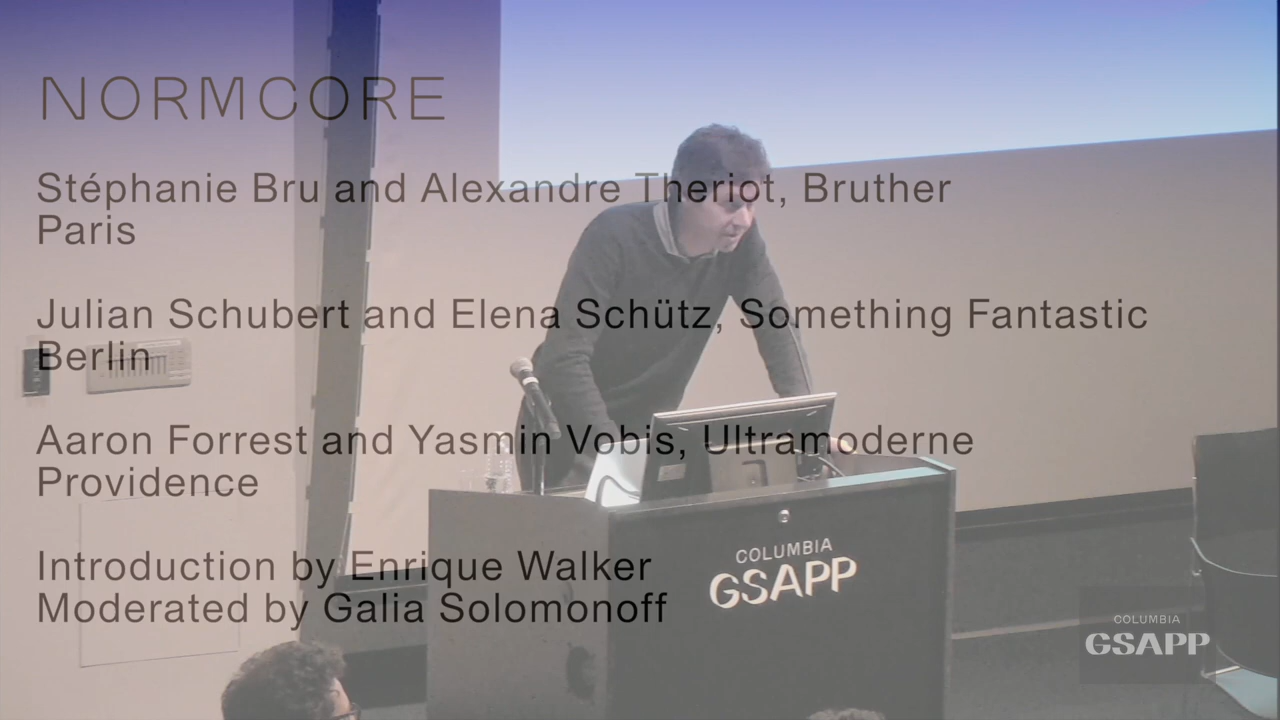 NORMCORE
Stéphanie Bru and Alexandre Theriot, Bruther
Paris
Julian Schubert and Elena Schütz, Something Fantastic
Berlin
Aaron Forrest and Yasmin Vobis, Ultramoderne
Providence
Introduction by Enrique Walker
Moderated by Galia Solomonoff
COLUMBIA
GSAPP
COLUMBIA
GSAPP